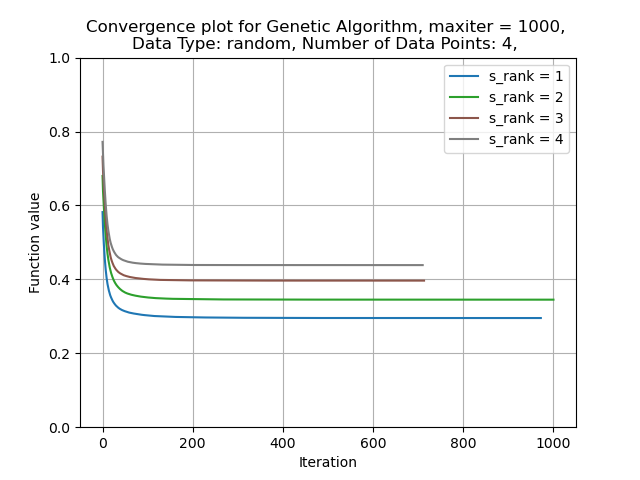 Convergence plot for Genetic Algorithm, maxiter = 1000,
Data Type: random, Number of Data Points: 4,
1.0
0.8
0.6
0.4
0.2
0.0
Function value
s_rank = 1
s_rank = 2
s_rank = 3
s_rank = 4
0
200
400
600
800
1000
Iteration